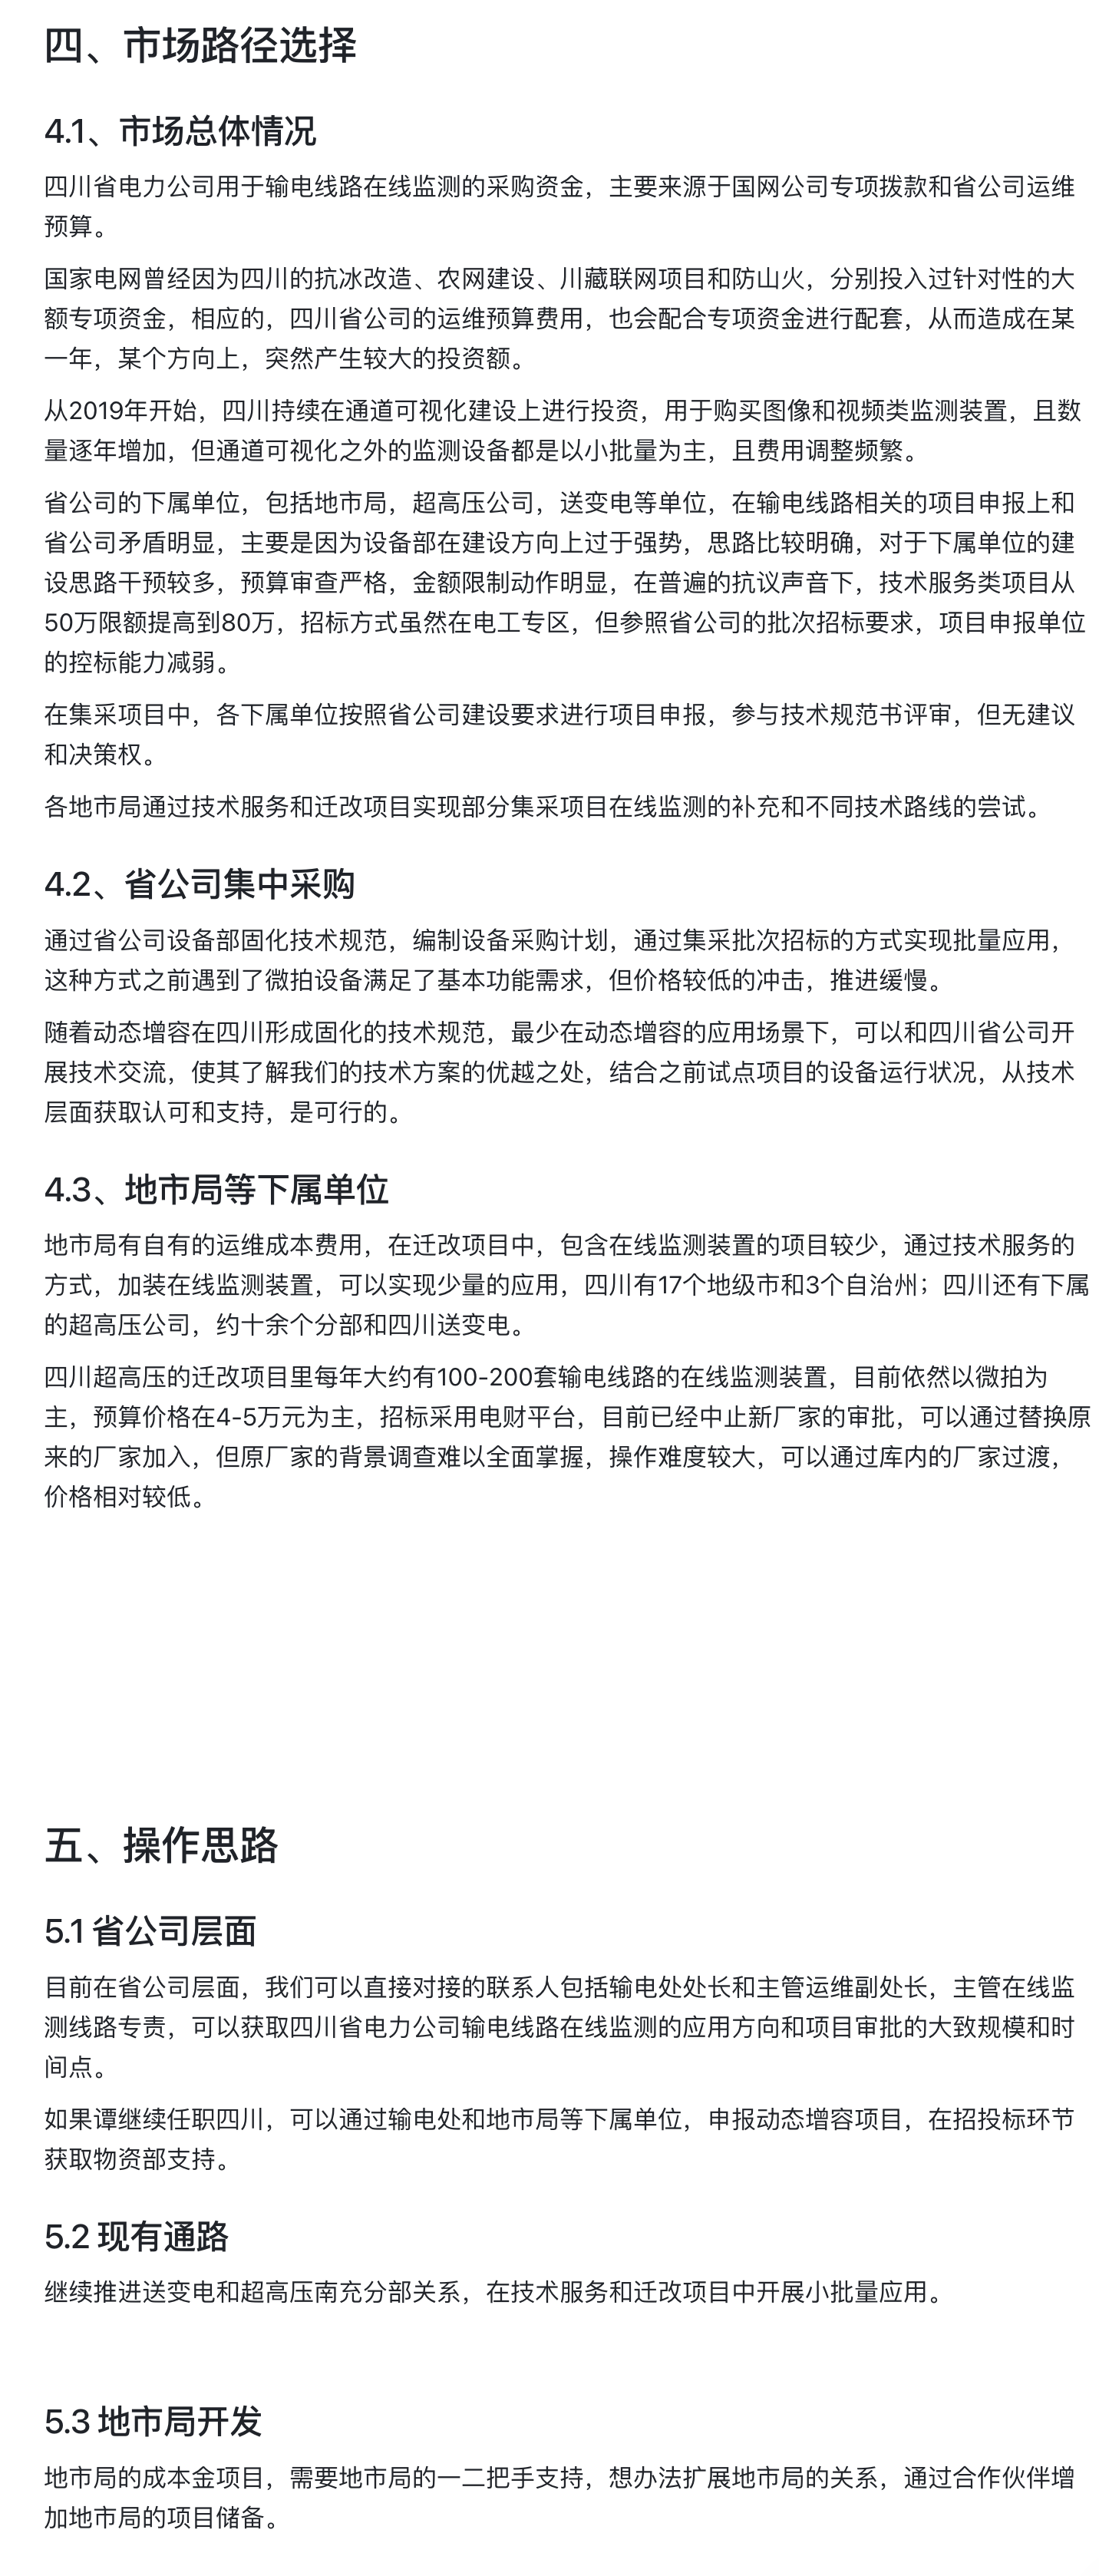 四、市场路径选择
4.1、市场总体情况
四川省电力公司用于输电线路在线监测的采购资金，主要来源于国网公司专项拨款和省公司运维
预算。
国家电网曾经因为四川的抗冰改造、农网建设、川藏联网项目和防山火，分别投入过针对性的大
额专项资金，相应的，四川省公司的运维预算费用，也会配合专项资金进行配套，从而造成在某
一年，某个方向上，突然产生较大的投资额。
从2019年开始，四川持续在通道可视化建设上进行投资，用于购买图像和视频类监测装置，且数
量逐年增加，但通道可视化之外的监测设备都是以小批量为主，且费用调整频繁。
省公司的下属单位，包括地市局，超高压公司，送变电等单位，在输电线路相关的项目申报上和
省公司矛盾明显，主要是因为设备部在建设方向上过于强势，思路比较明确，对于下属单位的建
设思路干预较多，预算审查严格，金额限制动作明显，在普遍的抗议声音下，技术服务类项目从
50万限额提高到80万，招标方式虽然在电工专区，但参照省公司的批次招标要求，项目申报单位
的控标能力减弱。
在集采项目中，各下属单位按照省公司建设要求进行项目申报，参与技术规范书评审，但无建议
和决策权。
各地市局通过技术服务和迁改项目实现部分集采项目在线监测的补充和不同技术路线的尝试。
4.2、省公司集中采购
通过省公司设备部固化技术规范，编制设备采购计划，通过集采批次招标的方式实现批量应用，
这种方式之前遇到了微拍设备满足了基本功能需求，但价格较低的冲击，推进缓慢。
随着动态增容在四川形成固化的技术规范，最少在动态增容的应用场景下，可以和四川省公司开
展技术交流，使其了解我们的技术方案的优越之处，结合之前试点项目的设备运行状况，从技术
层面获取认可和支持，是可行的。
4.3、地市局等下属单位
地市局有自有的运维成本费用，在迁改项目中，包含在线监测装置的项目较少，通过技术服务的
方式，加装在线监测装置，可以实现少量的应用，四川有17个地级市和3个自治州；四川还有下属
的超高压公司，约十余个分部和四川送变电。
四川超高压的迁改项目里每年大约有100-200套输电线路的在线监测装置，目前依然以微拍为
主，预算价格在4-5万元为主，招标采用电财平台，目前已经中止新厂家的审批，可以通过替换原
来的厂家加入，但原厂家的背景调查难以全面掌握，操作难度较大，可以通过库内的厂家过渡，
价格相对较低。
五、操作思路
5.1 省公司层面
目前在省公司层面，我们可以直接对接的联系人包括输电处处长和主管运维副处长，主管在线监
测线路专责，可以获取四川省电力公司输电线路在线监测的应用方向和项目审批的大致规模和时
间点。
如果谭继续任职四川，可以通过输电处和地市局等下属单位，申报动态增容项目，在招投标环节
获取物资部支持。
5.2 现有通路
继续推进送变电和超高压南充分部关系，在技术服务和迁改项目中开展小批量应用。
5.3 地市局开发
地市局的成本金项目，需要地市局的一二把手支持，想办法扩展地市局的关系，通过合作伙伴增
加地市局的项目储备。